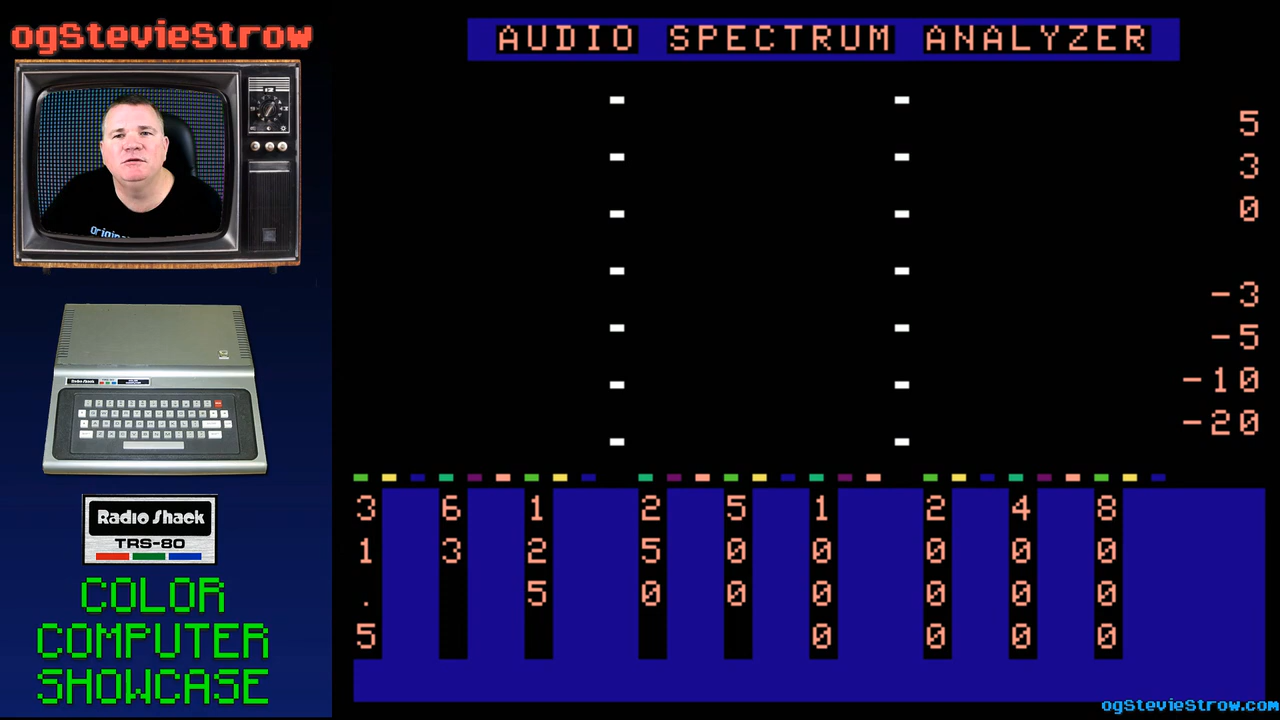 ogStevieStrow
AUDIO SPECTRUM ANALYZER
5
3
0
-3
-5
-10
-20
3 6 1 2 5 1 2 4 8
1 3 2 5 0 0 0 0 0
. 5 0 0 0 0 0 0
5 0 0 0 0
Radio Shack
TRS-80
COLOR
COMPUTER
SHOWCASE
ogStevieStrow.com